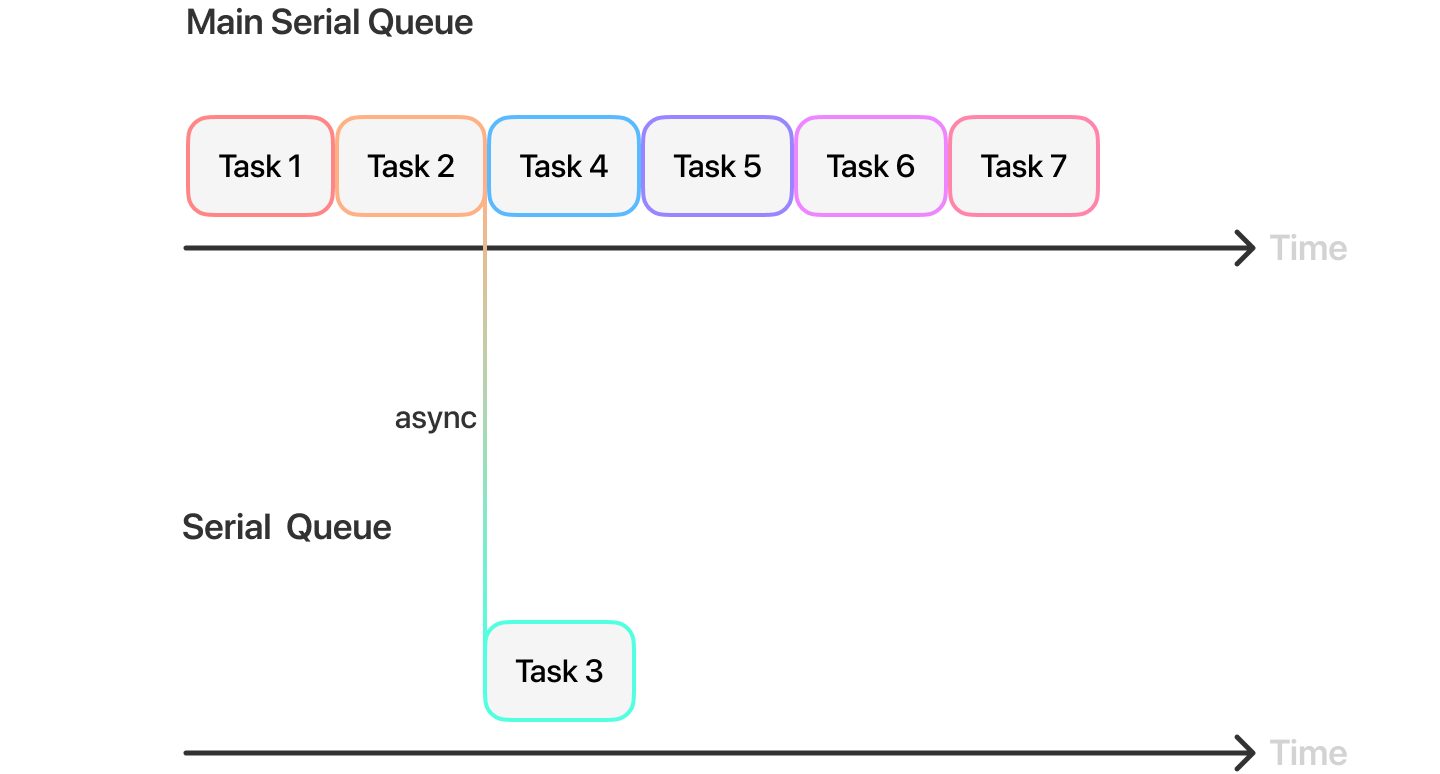 Main Serial Queue
Task 1 Task 2 Task 4 Task 5 Task 6 Task 7
Time
async
Serial Queue
Task 3
Time